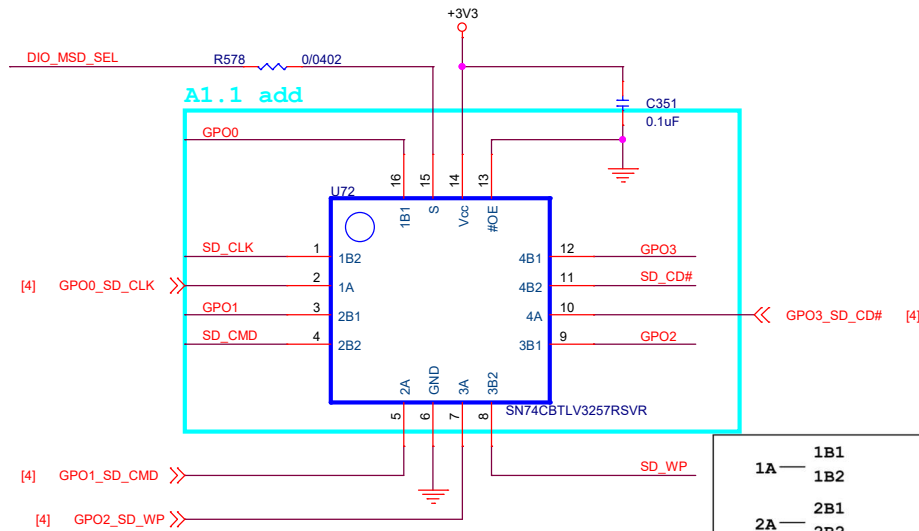 +3V3
DIO_MSD_SEL
R578
0/0402
A1.1 add
C351
0.1uF
GPO0
16
15
14
13
U72
1B1
S
Vcc
#OE
SD_CLK
1
1B2
4B1
12
GPO3
[4]
GPO0_SD_CLK
2
1A
4B2
11
SD_CD#
GPO1
3
2B1
4A
10
GPO3_SD_CD#
[4]
SD_CMD
4
2B2
3B1
9
GPO2
2A
GND
3A
3B2
5
6
7
8
SN74CBTLV3257RSVR
[4]
GPO1_SD_CMD
SD_WP
[4]
GPO2_SD_WP
1A
1B1
1B2
2A
2B1
2B2